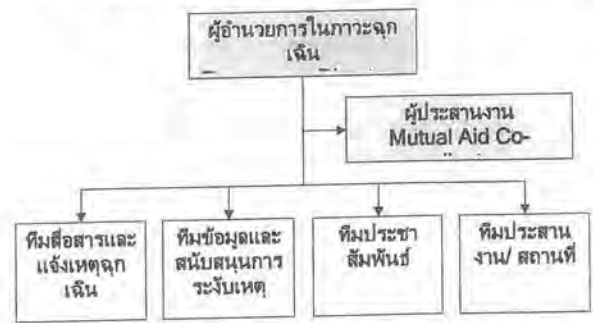 ผู้อำนวยการในภาวะฉุก
เฉิน
ผู้ประสานงาน
Mutual Aid Co-
ทีมสื่อสารและ
แจ้งเหตุฉุก
เฉิน
ทีมข้อมูลและ
สนับสนุนการ
ระงับเหตุ
ทีมประชา
สัมพันธ์
ทีมประสาน
งาน/ สถานที่